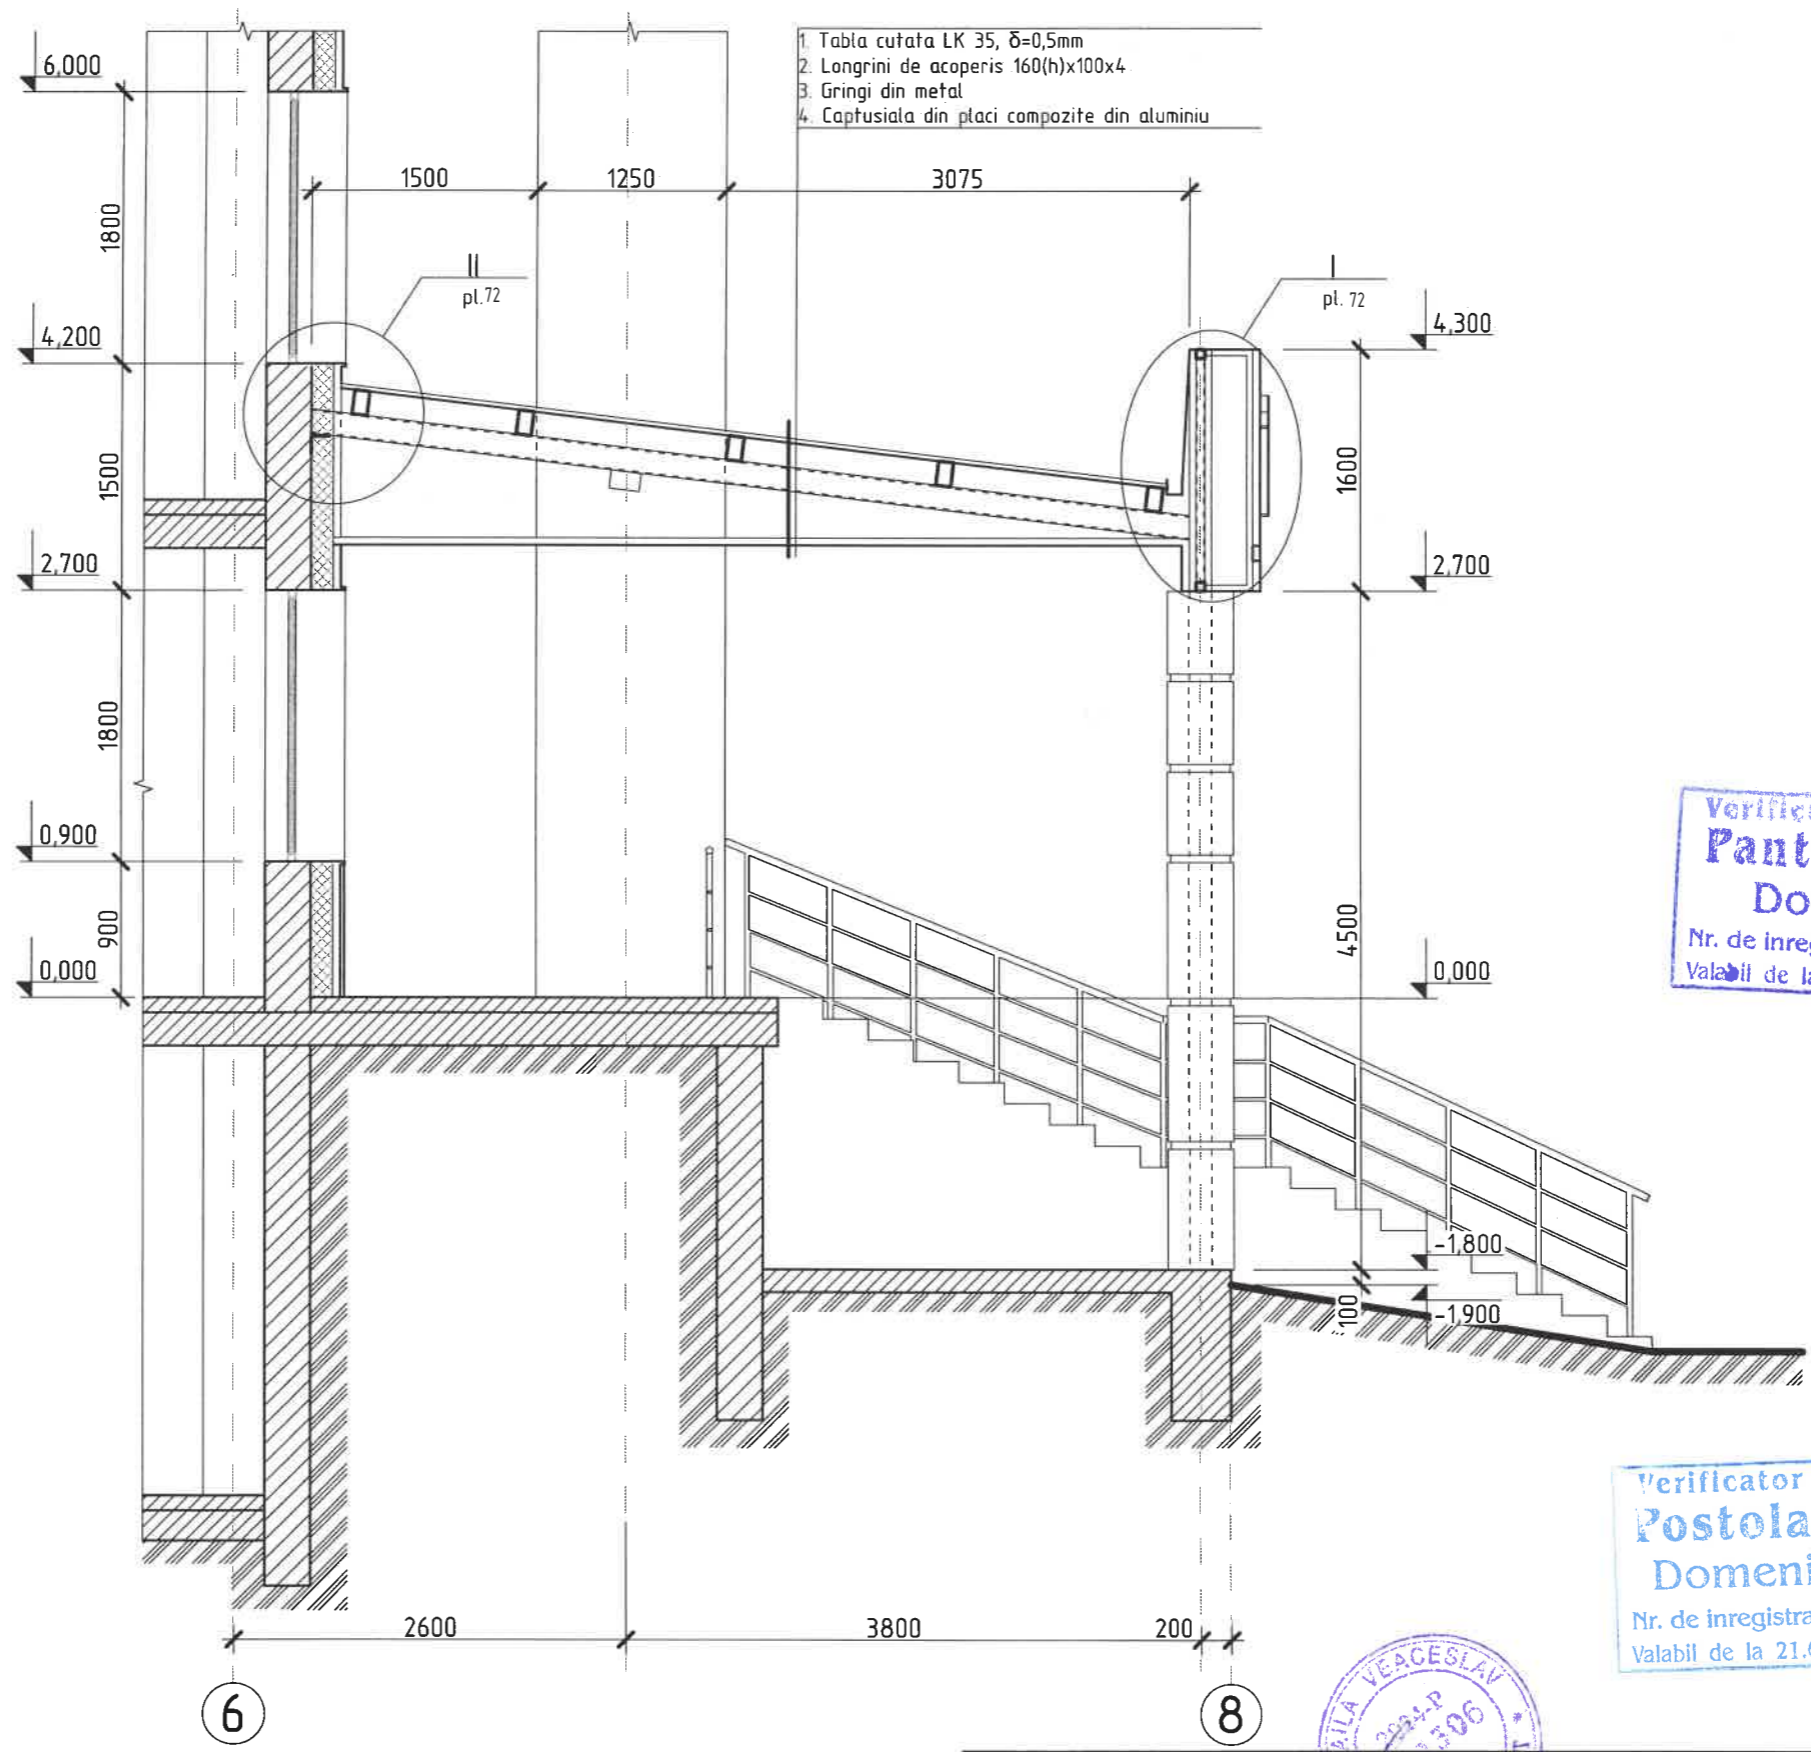 1. Tabla cutata LK 35, δ=0,5mm
2. Longrini de acoperis 160(h)x100x4
3. Gringi din metal
4. Captusiala din placi compozite din aluminiu
6,000
1500
1250
3075
1800
II
pl.72
I
pl. 72
4,200
4,300
1500
1600
2,700
2,700
1800
0,900
900
4500
0,000
0,000
-1,800
100
-1,900
2600
3800
200
6
8
Nr. de inreg
Valabil de la
Verificator
Postola
Domeni
Nr. de inregistra
Valabil de la 21.
VEACESLAV
306